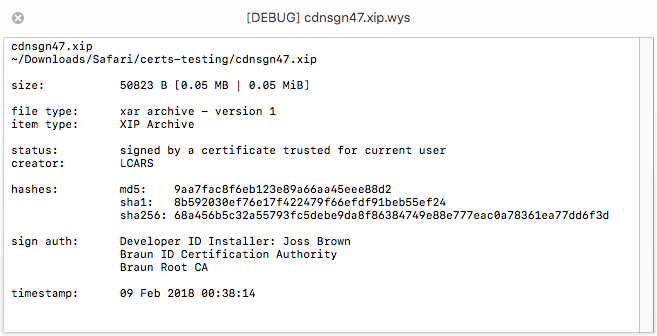 [DEBUG] cdnsgn47.xip.wys
cdnsgn47.xip
~/Downloads/Safari/certs-testing/cdnsgn47.xip
size: 50823 B [0.05 MB | 0.05 MiB]
file type: xar archive – version 1
item type: XIP Archive
status: signed by a certificate trusted for current user
creator: LCARS
hashes: md5: 9aa7fac8f6eb123e89a66aa45eee88d2
sha1: 8b592030ef76e17f422479f66efdf91beb55ef24
sha256: 68a456b5c32a55793fc5debe9da8f86384749e88e777eac0a78361ea77dd6f3d
sign auth: Developer ID Installer: Joss Brown
Braun ID Certification Authority
Braun Root CA
timestamp: 09 Feb 2018 00:38:14